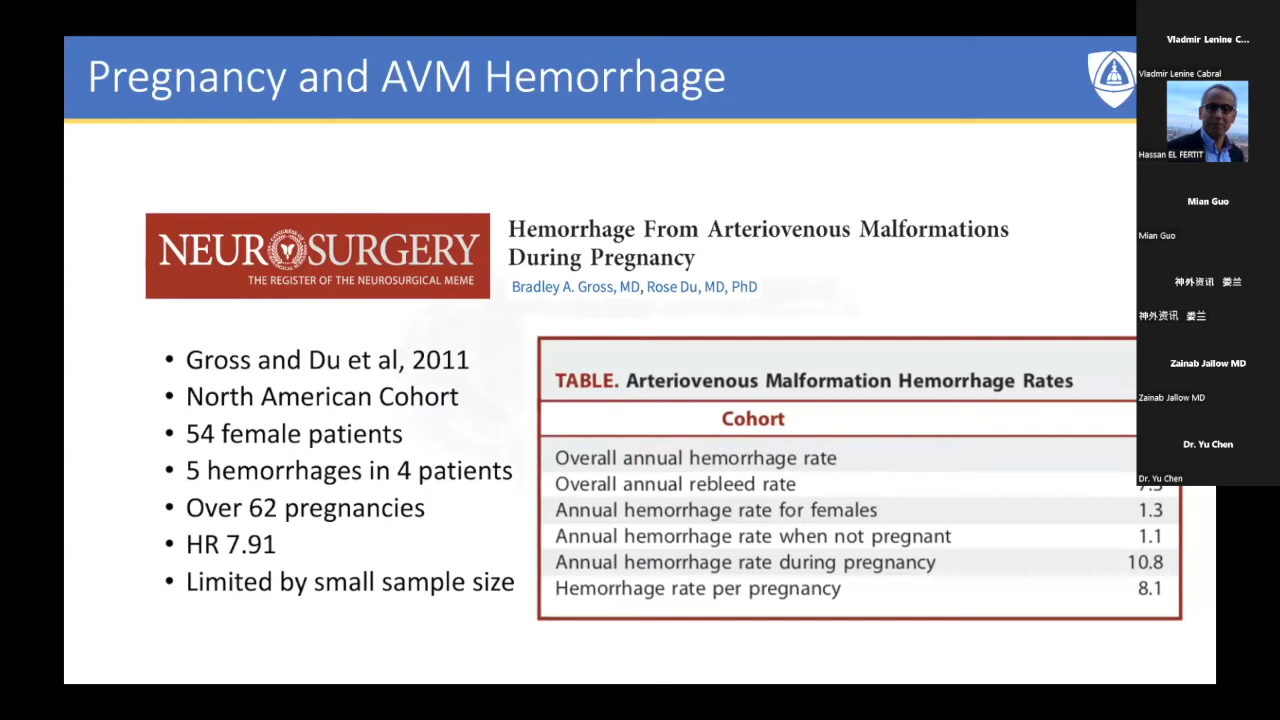 Pregnancy and AVM Hemorrhage
NEUROSURGERY
THE REGISTER OF THE NEUROSURGICAL MEME
Hemorrhage From Arteriovenous Malformations
During Pregnancy
Bradley A. Gross, MD, Rose Du, MD, PhD
• Gross and Du et al, 2011
• North American Cohort
• 54 female patients
• 5 hemorrhages in 4 patients
• Over 62 pregnancies
• HR 7.91
• Limited by small sample size
TABLE. Arteriovenous Malformation Hemorrhage Rates
Cohort
Overall annual hemorrhage rate
Overall annual rebleed rate
Annual hemorrhage rate for females 1.3
Annual hemorrhage rate when not pregnant 1.1
Annual hemorrhage rate during pregnancy 10.8
Hemorrhage rate per pregnancy 8.1
Vladmir Lenine C...
Vladmir Lenine Cabral
Hassan EL FERTIT
Mian Guo
Mian Guo
神外资讯 娄兰
神外资讯 娄兰
Zainab Jallow MD
Zainab Jallow MD
Dr. Yu Chen
Dr. Yu Chen